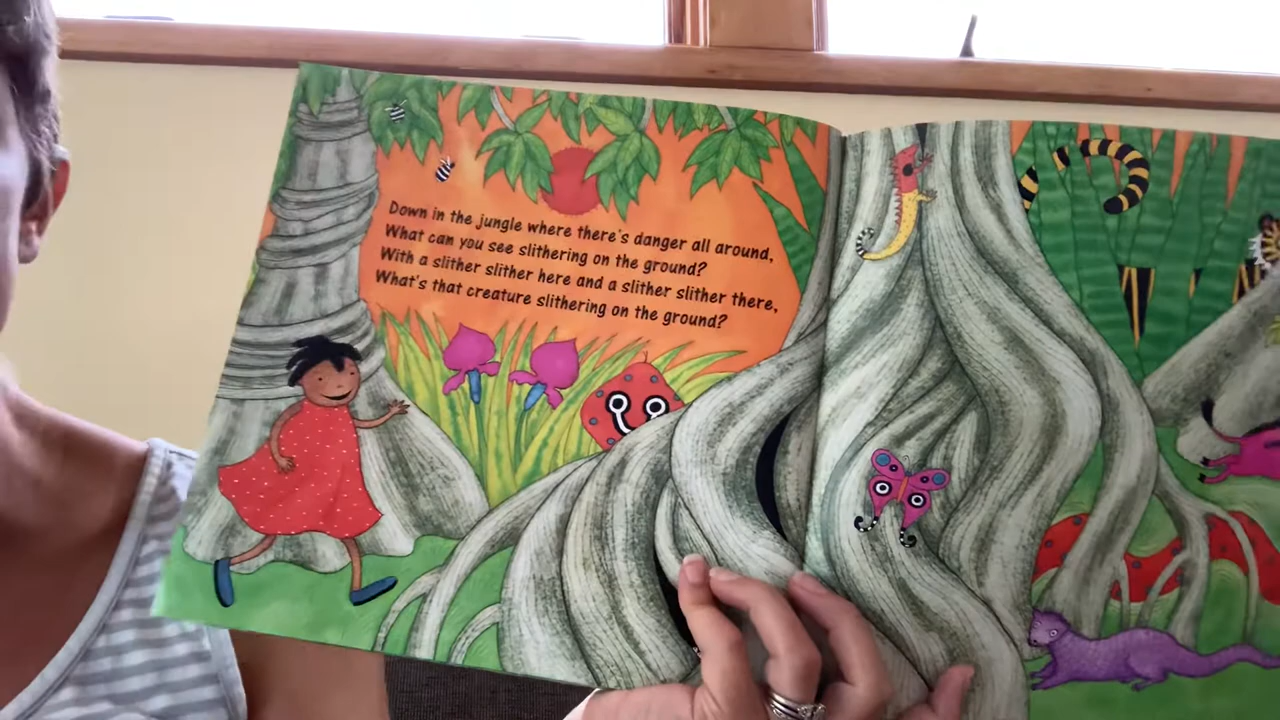 Down in the jungle where there's danger all around,
What can you see slithering on the ground?
With a slither slither here and a slither slither there,
What's that creature slithering on the ground?